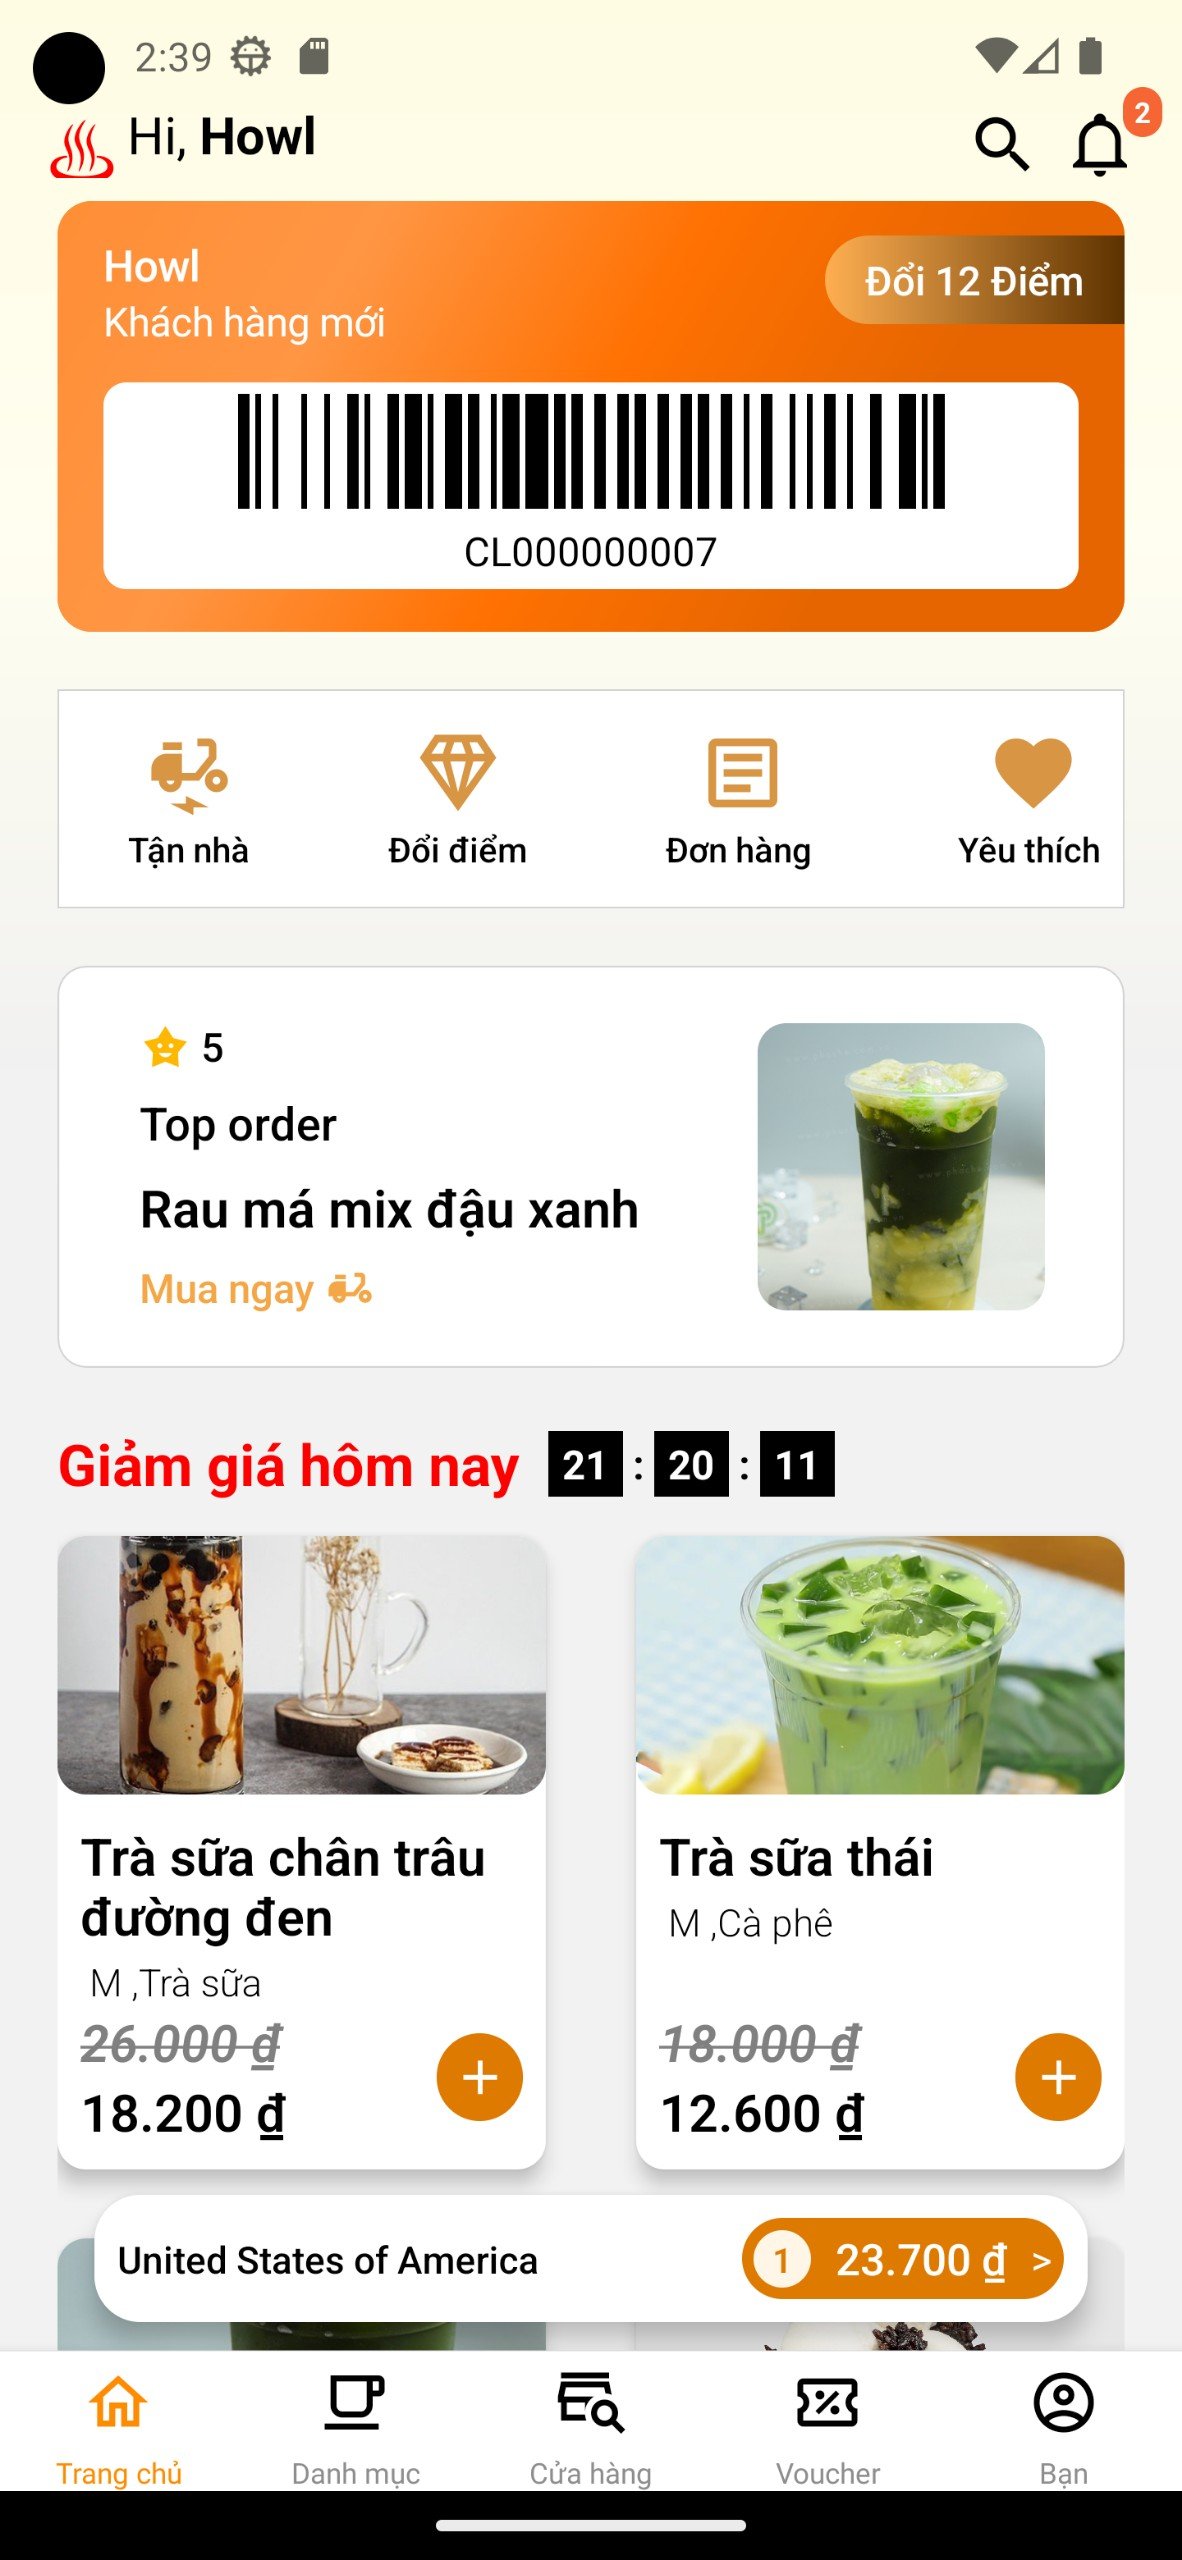 2:39
Hi, Howl
2
Howl
Khách hàng mới
Đổi 12 Điểm
CL000000007
Tận nhà
Đổi điểm
Đơn hàng
Yêu thích
5
Top order
Rau má mix đậu xanh
Mua ngay
Giảm giá hôm nay 21 : 20 : 11
Trà sữa chân trâu
đường đen
M ,Trà sữa
26.000 ₫
18.200 ₫
Trà sữa thái
M ,Cà phê
18.000 ₫
12.600 ₫
United States of America
1 23.700 ₫ >
Trang chủ
Danh mục
Cửa hàng
Voucher
Bạn